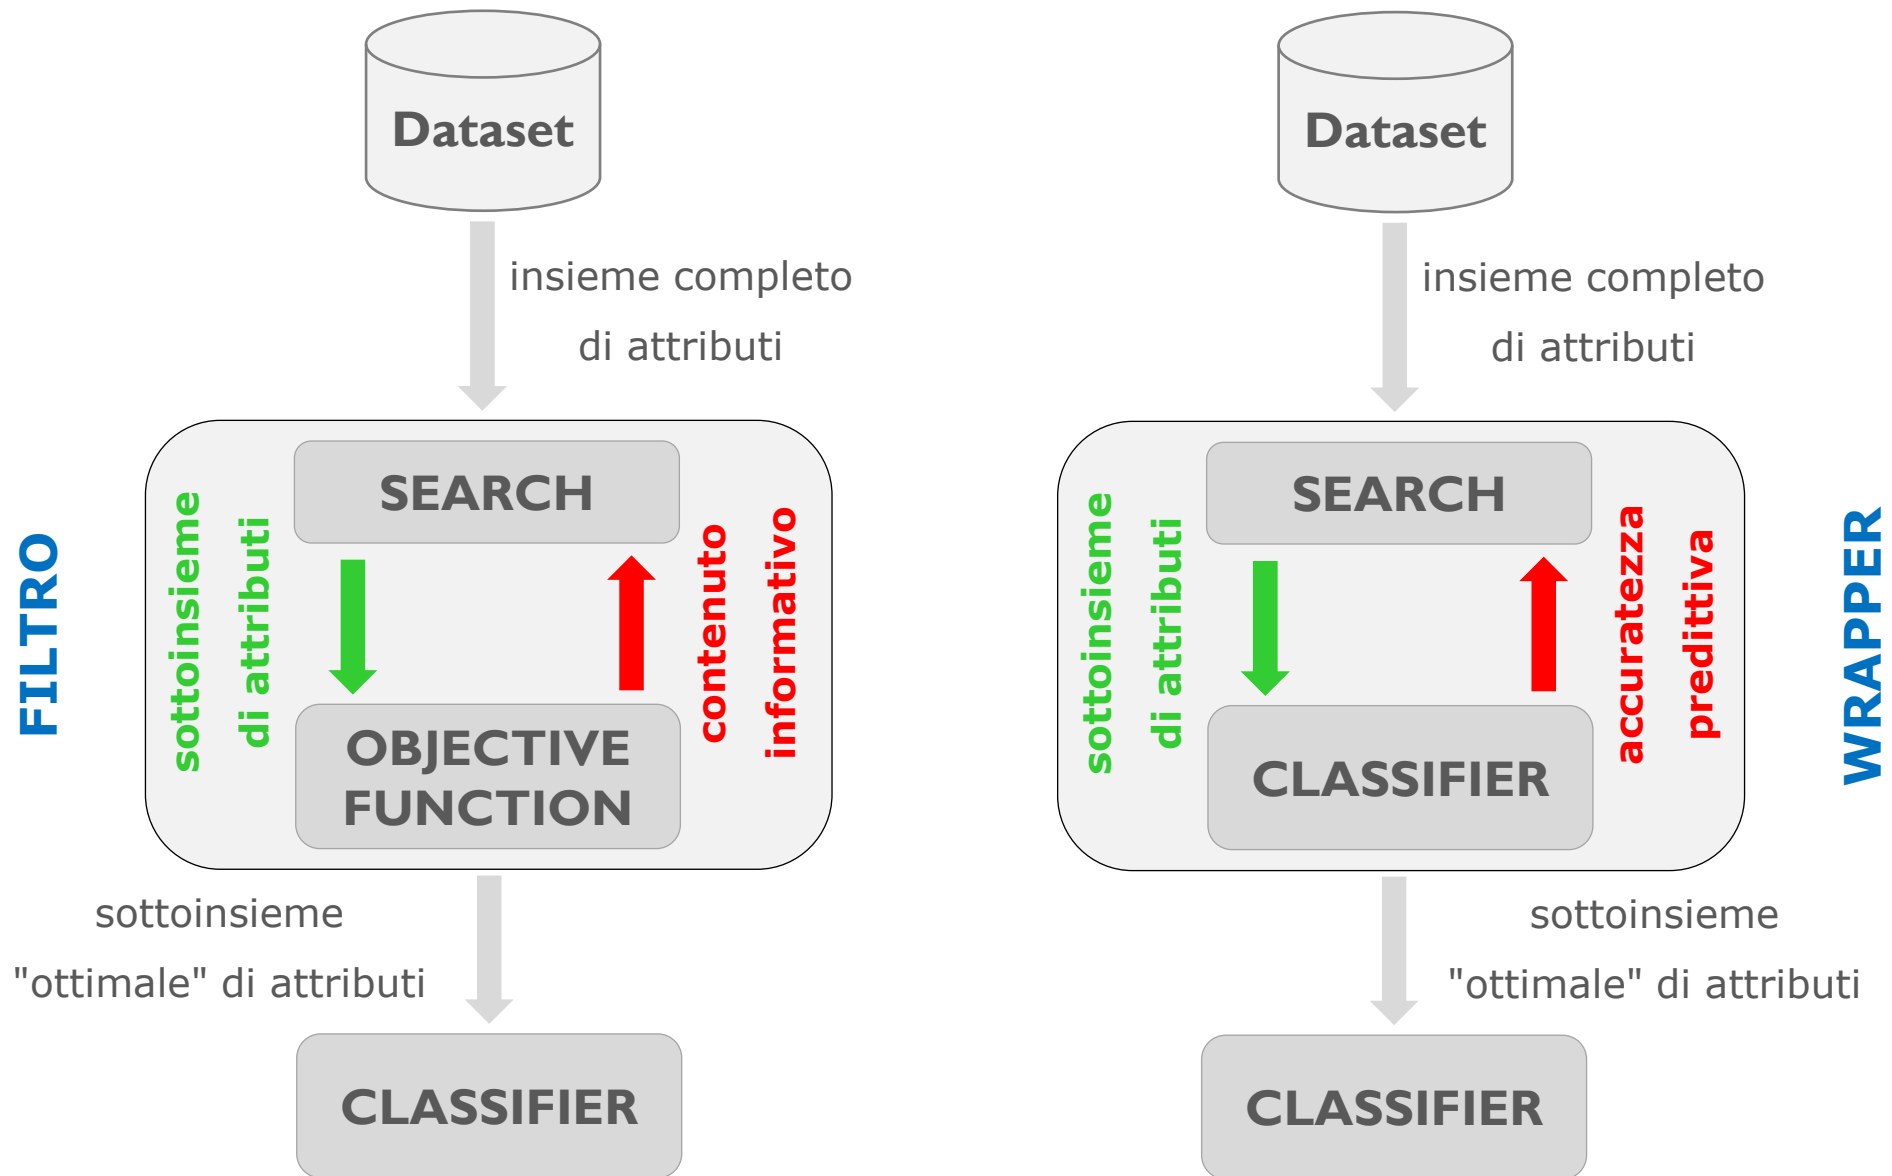 FILTRO
Dataset
insieme completo
di attributi
SEARCH
sottoinsieme
di attributi
contenuto
informativo
OBJECTIVE
FUNCTION
sottoinsieme
"ottimale" di attributi
CLASSIFIER
Dataset
insieme completo
di attributi
SEARCH
sottoinsieme
di attributi
accuratezza
predittiva
CLASSIFIER
sottoinsieme
"ottimale" di attributi
CLASSIFIER
WRAPPER